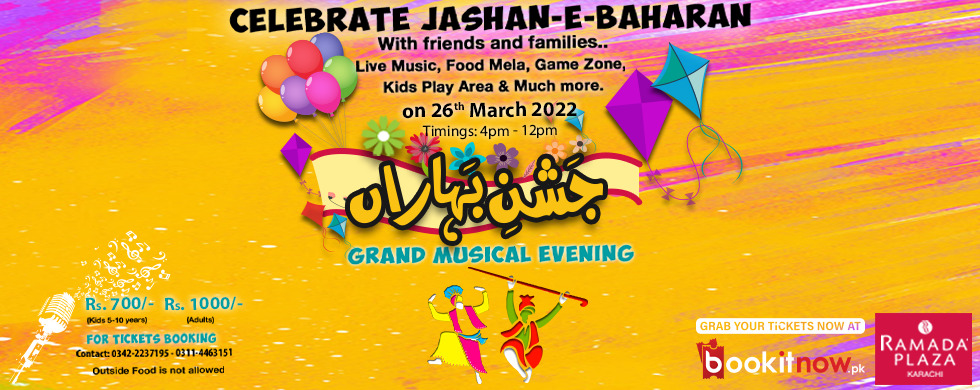 CELEBRATE JASHAN-E-BAHARAN
With friends and families..
Live Music, Food Mela, Game Zone,
Kids Play Area & Much more.
on 26th March 2022
Timings: 4pm - 12pm
جَشنِ بَہاراں
GRAND MUSICAL EVENING
Rs. 700/- Rs. 1000/-
(Kids 5-10 years) (Adults)
FOR TICKETS BOOKING
Contact: 0342-2237195 - 0311-4463151
Outside Food is not allowed
GRAB YOUR TICKETS NOW AT
bookitnow.pk
RAMADA
PLAZA
KARACHI